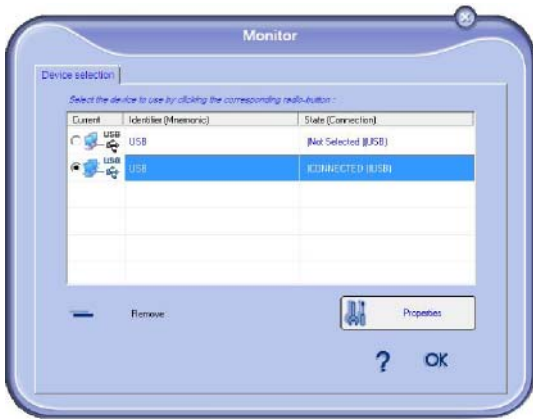 Monitor
Device selection
Select the device to use by clicking the corresponding radio-button :
Current Identifier (Mnemonic) State (Connection)
USB USB (Not Selected )(USB)
USB USB (CONNECTED )(USB)
Remove Properties
? OK